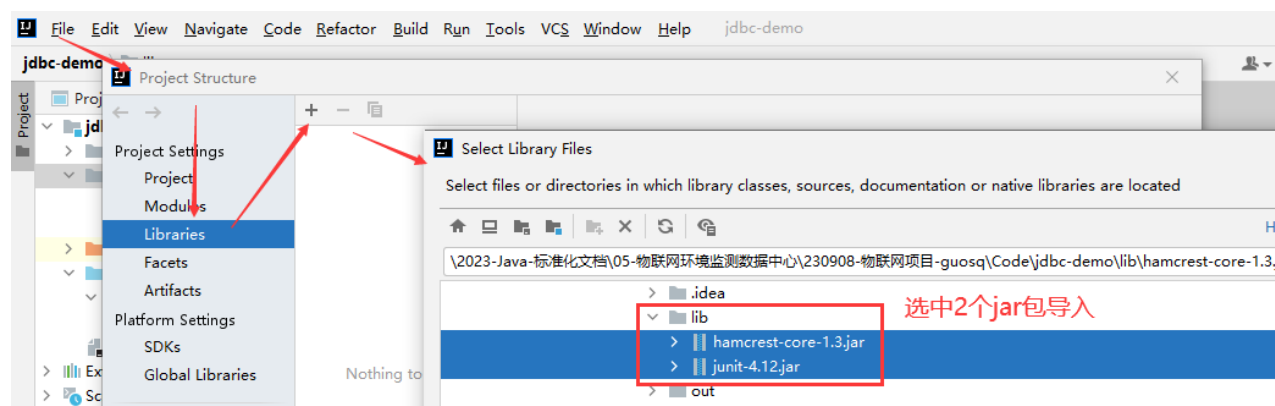 File Edit View Navigate Code Refactor Build Run Tools VCS Window Help jdbc-demo
jdbc-demo
Project Structure
Project
Proj
jd
Project Settings
Project
Modules
Libraries
Facets
Artifacts
Platform Settings
SDKs
Global Libraries
Ex
Sc
Nothing to
Select Library Files
Select files or directories in which library classes, sources, documentation or native libraries are located
H
\2023-Java-标准化文档\05-物联网环境监测数据中心\230908-物联网项目-guosq\Code\jdbc-demo\lib\hamcrest-core-1.3.
.idea
lib
选中2个jar包导入
hamcrest-core-1.3.jar
junit-4.12.jar
out